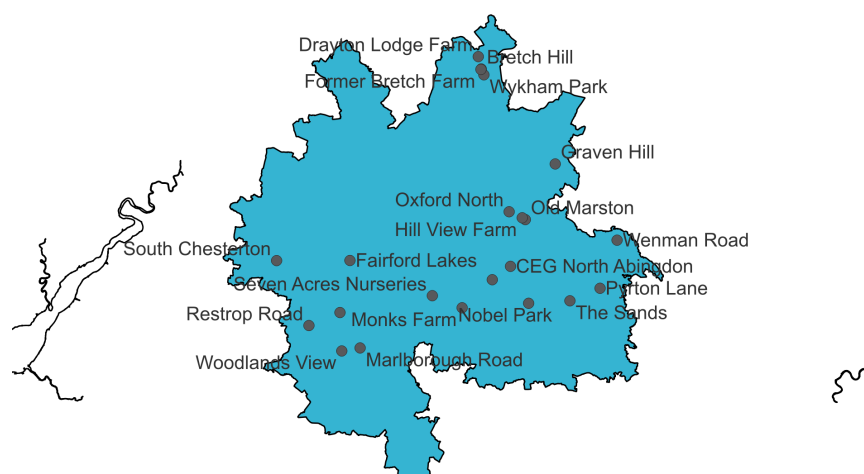 Drayton Lodge Farm
Bretch Hill
Former Bretch Farm
Wykham Park
Graven Hill
Oxford North
Old Marston
Hill View Farm
Wenman Road
South Chesterton
Fairford Lakes
CEG North Abingdon
Seven Acres Nurseries
Pyrton Lane
Restrop Road
Monks Farm
Nobel Park
The Sands
Woodlands View
Marlborough Road